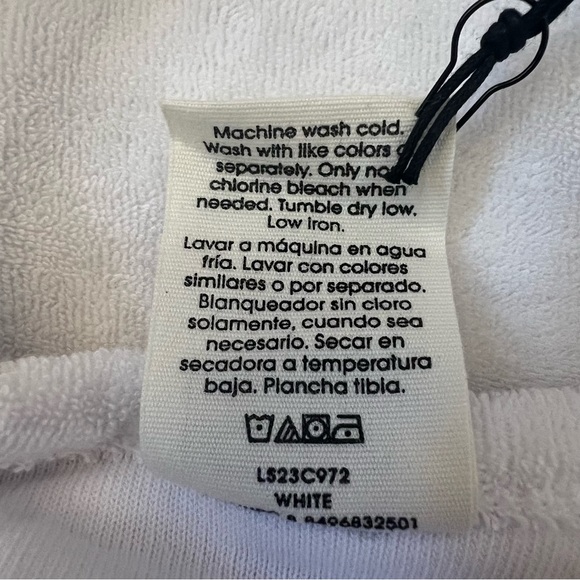 Machine wash cold.
Wash with like colors
separately. Only
chlorine bleach when
needed. Tumble dry low.
Low iron.
Lavar a máquina en agua
fría. Lavar con colores
similares o por separado.
Blanqueador sin cloro
solamente, cuando sea
necesario. Secar en
secadora a temperatura
baja. Plancha tibia.
LS23C972
WHITE
8496832501